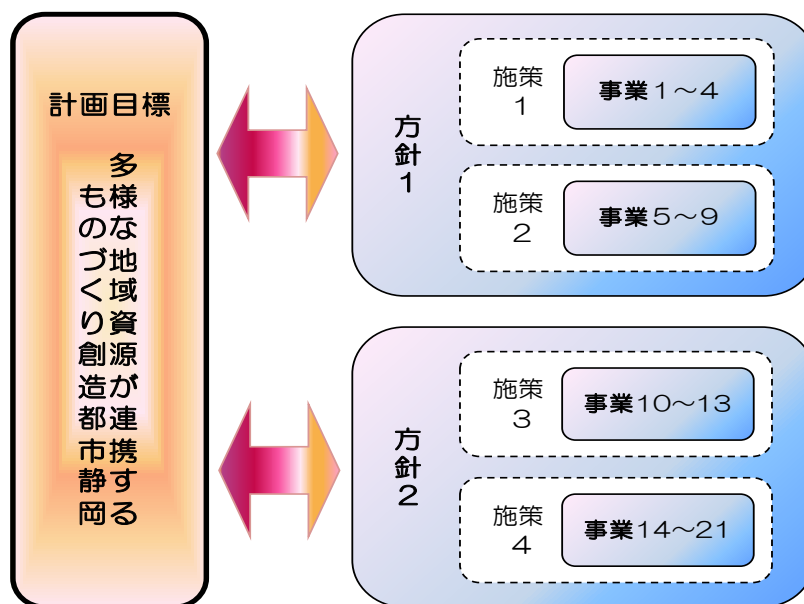 計画目標
多様な地域資源が連携する
ものづくり創造都市静岡
方針1
施策
1
事業1～4
施策
2
事業5～9
方針2
施策
3
事業10～13
施策
4
事業14～21